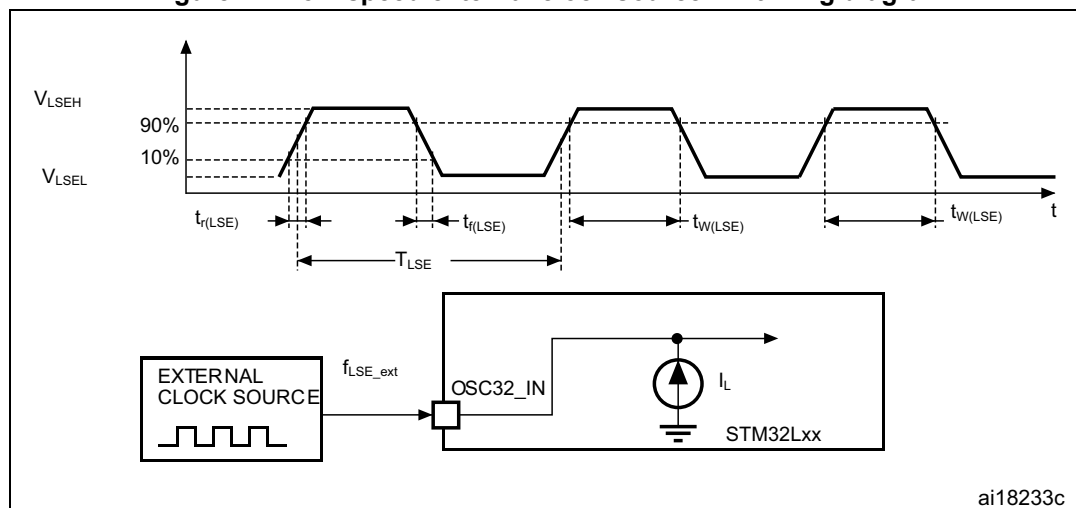 V_LSEH
90%
10%
V_LSEL
t_r(LSE)
t_f(LSE)
t_W(LSE)
t_W(LSE)
t
T_LSE
EXTERNAL
CLOCK SOURCE
f_LSE_ext
OSC32_IN
I_L
STM32Lxx
ai18233c